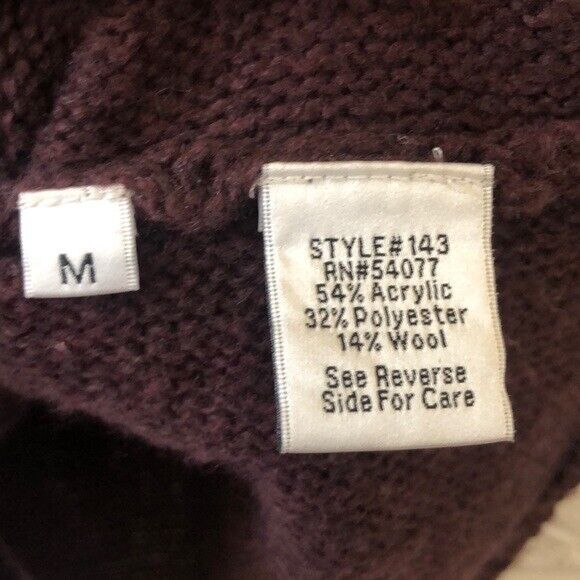 M
STYLE#143
RN#54077
54% Acrylic
32% Polyester
14% Wool
See Reverse
Side For Care